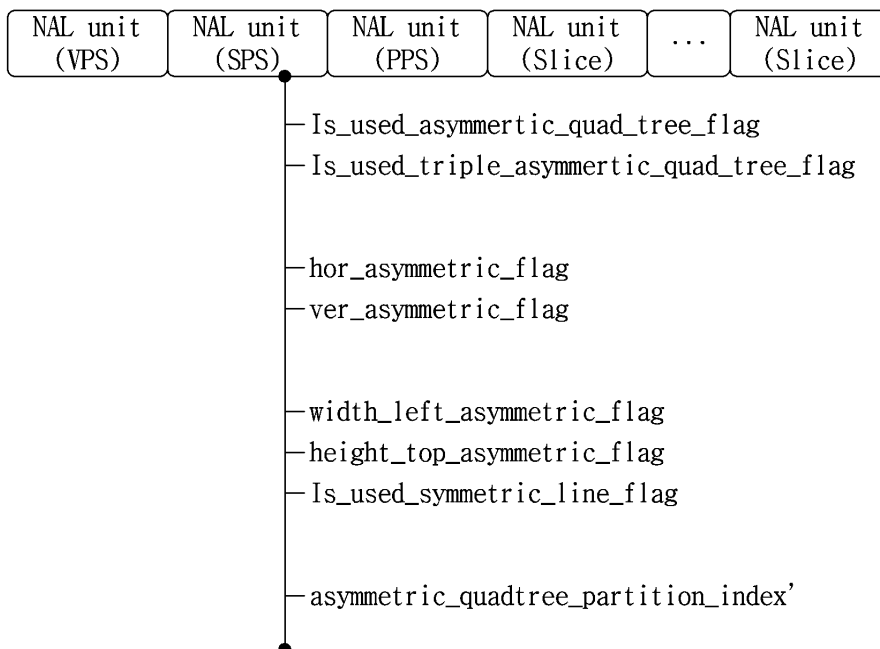 NAL unit NAL unit NAL unit NAL unit ... NAL unit
(VPS) (SPS) (PPS) (Slice) (Slice)
Is_used_asymmertic_quad_tree_flag
Is_used_triple_asymmertic_quad_tree_flag
hor_asymmetric_flag
ver_asymmetric_flag
width_left_asymmetric_flag
height_top_asymmetric_flag
Is_used_symmetric_line_flag
asymmetric_quadtree_partition_index'